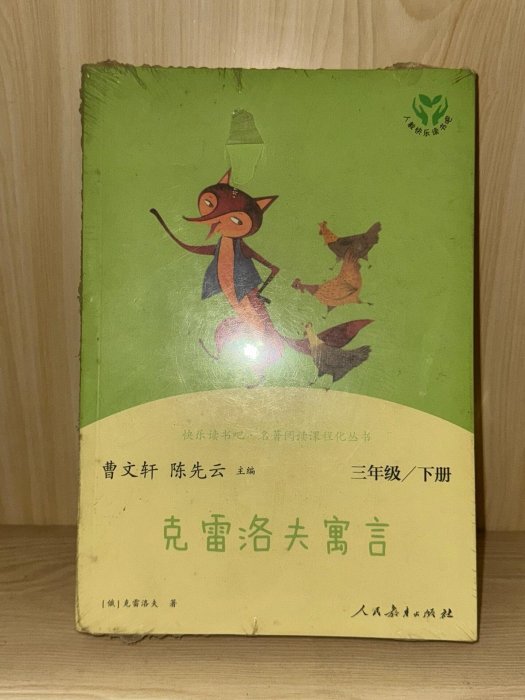 人教快乐读书吧
快乐读书吧·名著阅读课程化丛书
曹文轩 陈先云 主编
三年级/下册
克雷洛夫寓言
[俄]克雷洛夫 著
人民教育出版社